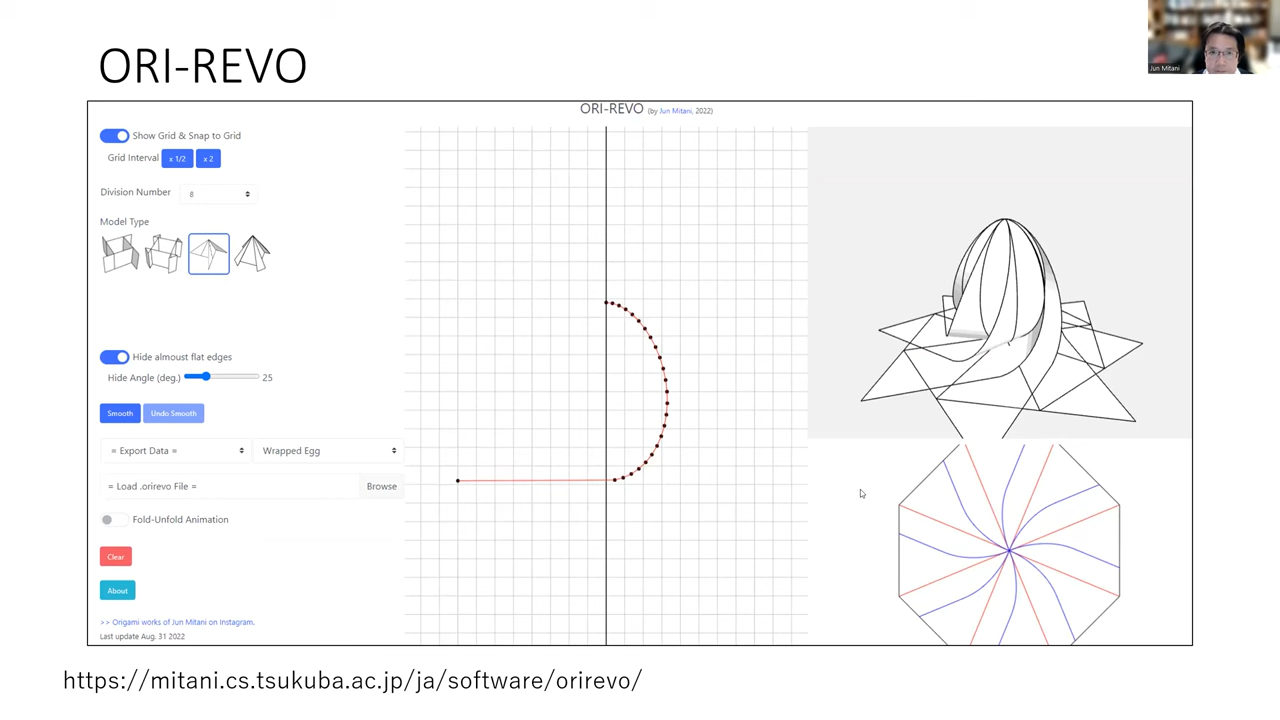 ORI-REVO
Jun Mitani
ORI-REVO (by Jun Mitani, 2022)
Show Grid & Snap to Grid
Grid Interval x 1/2 x 2
Division Number 8
Model Type
Hide almoust flat edges
Hide Angle (deg.) 25
Smooth Undo Smooth
= Export Data = Wrapped Egg
= Load .orirevo File = Browse
Fold-Unfold Animation
Clear
About
>> Origami works of Jun Mitani on Instagram.
Last update Aug. 31 2022
https://mitani.cs.tsukuba.ac.jp/ja/software/orirevo/